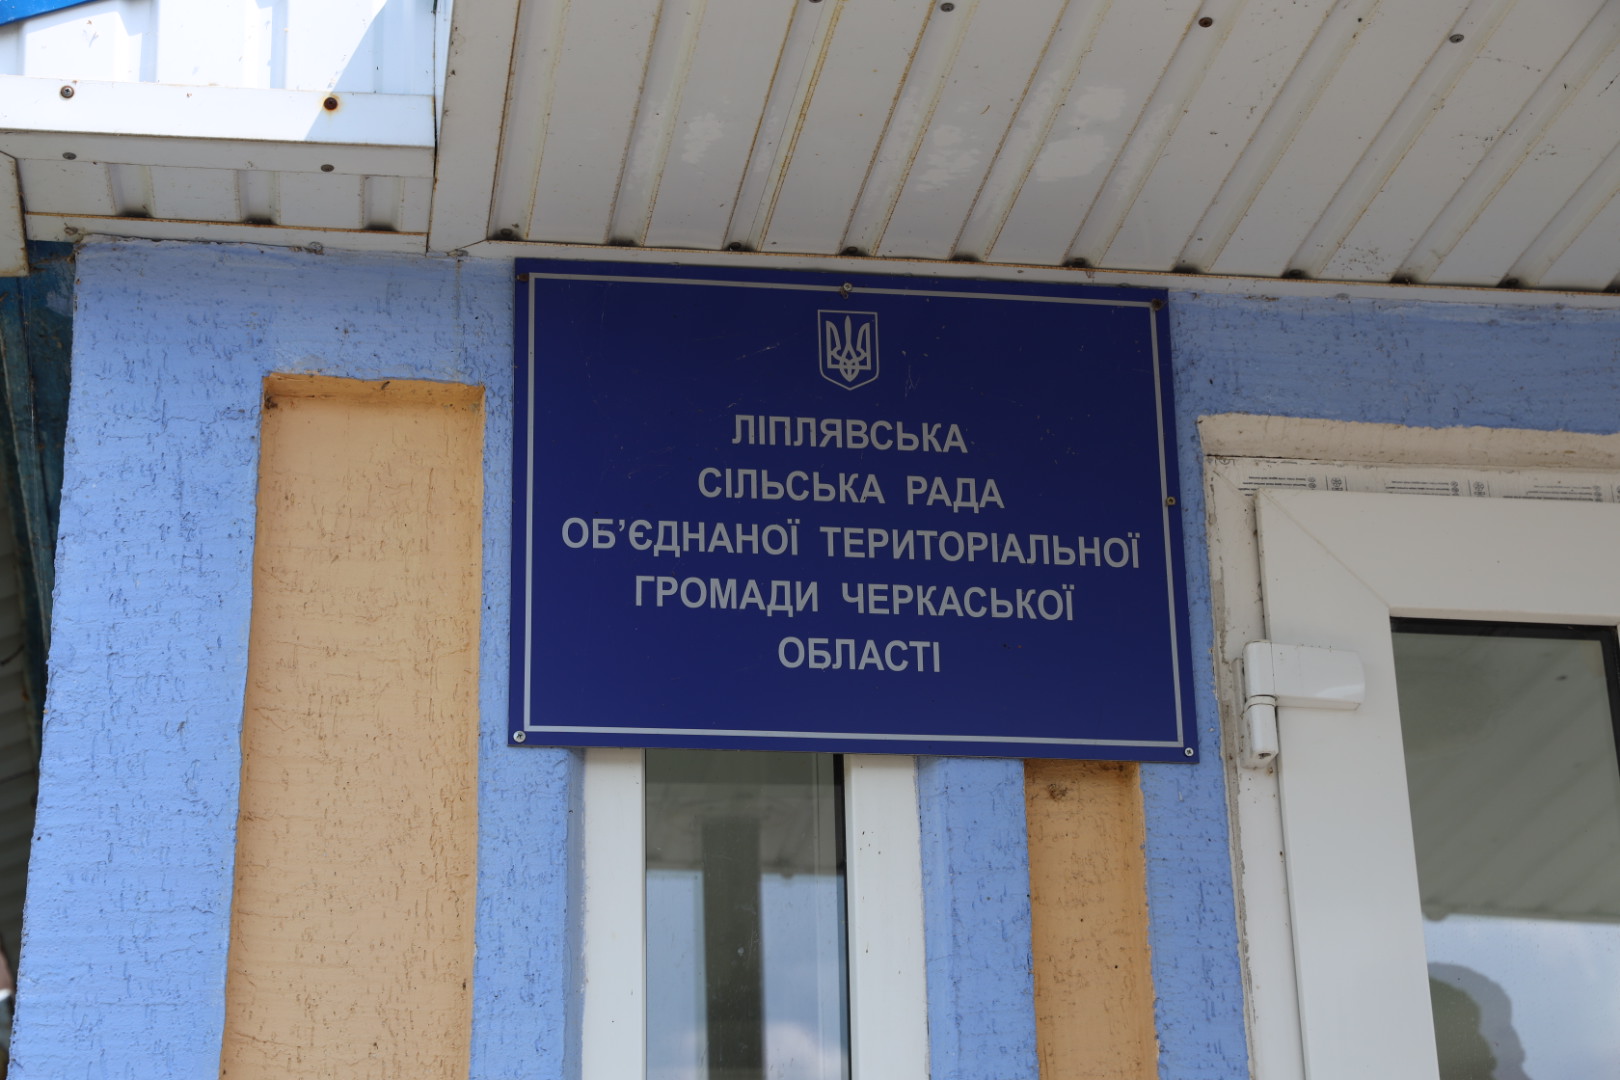 ЛІПЛЯВСЬКА
СІЛЬСЬКА РАДА
ОБ’ЄДНАНОЇ ТЕРИТОРІАЛЬНОЇ
ГРОМАДИ ЧЕРКАСЬКОЇ
ОБЛАСТІ